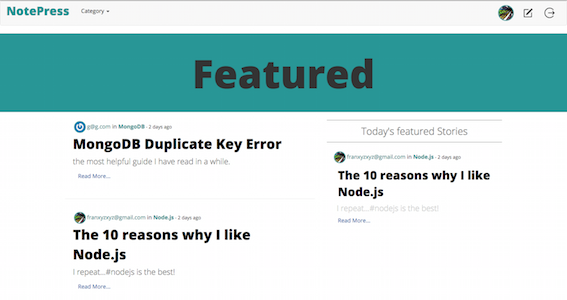 NotePress
Category
Featured
g@g.com in MongoDB - 2 days ago
MongoDB Duplicate Key Error
the most helpful guide I have read in a while.
Read More...
franxyzxyz@gmail.com in Node.js - 2 days ago
The 10 reasons why I like
Node.js
I repeat...#nodejs is the best!
Read More...
Today's featured Stories
franxyzxyz@gmail.com in Node.js - 2 days ago
The 10 reasons why I like
Node.js
I repeat...#nodejs is the best!
Read More...